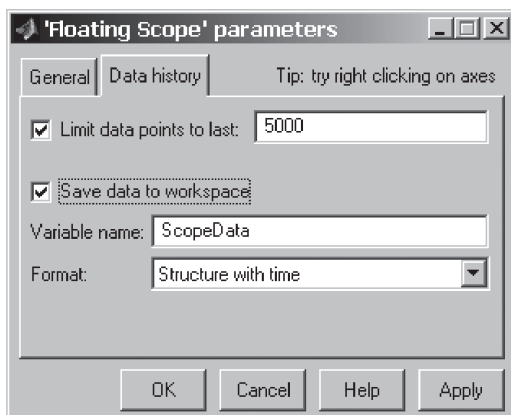 'Floating Scope' parameters
General
Data history
Tip: try right clicking on axes
Limit data points to last:
5000
Save data to workspace
Variable name:
ScopeData
Format:
Structure with time
OK
Cancel
Help
Apply